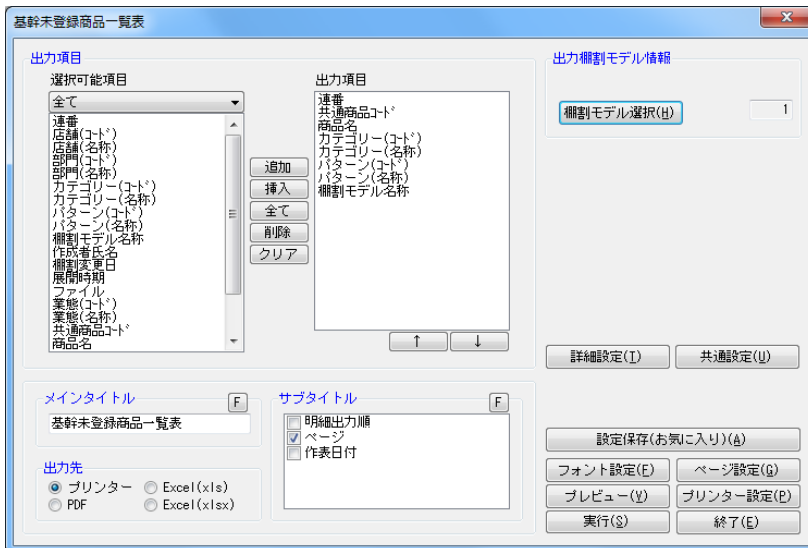 基幹未登録商品一覧表
x
出力項目
選択可能項目
全て
連番
店舗(ｺｰﾄﾞ)
店舗(名称)
部門(ｺｰﾄﾞ)
部門(名称)
カテゴリー(ｺｰﾄﾞ)
カテゴリー(名称)
パターン(ｺｰﾄﾞ)
パターン(名称)
棚割モデル名称
作成者氏名
棚割変更日
展開時期
ファイル
業態(ｺｰﾄﾞ)
業態(名称)
共通商品ｺｰﾄﾞ
商品名
追加
挿入
全て
削除
クリア
出力項目
連番
共通商品ｺｰﾄﾞ
商品名
カテゴリー(ｺｰﾄﾞ)
カテゴリー(名称)
パターン(ｺｰﾄﾞ)
パターン(名称)
棚割モデル名称
↑ ↓
出力棚割モデル情報
棚割モデル選択(H) 1
詳細設定(T) 共通設定(U)
メインタイトル F
基幹未登録商品一覧表
出力先
プリンター Excel(xls)
PDF Excel(xlsx)
サブタイトル F
明細出力順
ページ
作表日付
設定保存(お気に入り)(A)
フォント設定(F) ページ設定(G)
プレビュー(V) プリンター設定(P)
実行(S) 終了(E)